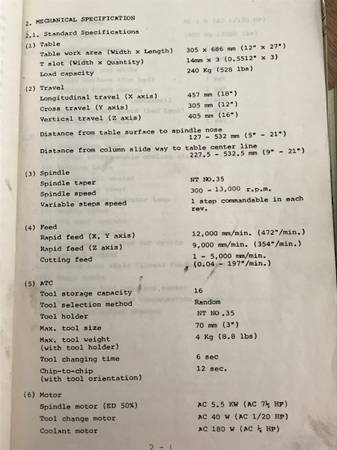 2. MECHANICAL SPECIFICATION
2.1. Standard Specifications
(1) Table
Table work area (Width x Length) 305 x 686 mm (12" x 27")
T slot (Width x Quantity) 14mm x 3 (0.5512" x 3)
Load capacity 240 Kg (528 lbs)
(2) Travel
Longitudinal travel (X axis) 457 mm (18")
Cross travel (Y axis) 305 mm (12")
Vertical travel (Z axis) 405 mm (16")
Distance from table surface to spindle nose
127 - 532 mm (5" - 21")
Distance from column slide way to table center line
227.5 - 532.5 mm (9" - 21")
(3) Spindle
Spindle taper NT NO.35
Spindle speed 300 - 13,000 r.p.m.
Variable steps speed 1 step commandable in each
rev.
(4) Feed
Rapid feed (X, Y axis) 12,000 mm/min. (472"/min.)
Rapid feed (Z axis) 9,000 mm/min. (354"/min.)
Cutting feed 1 - 5,000 mm/min.
(0.04 - 197"/min.)
(5) ATC
Tool storage capacity 16
Tool selection method Random
Tool holder NT NO.35
Max. tool size 70 mm (3")
Max. tool weight 4 Kg (8.8 lbs)
(with tool holder)
Tool changing time 6 sec
Chip-to-chip 12 sec.
(with tool orientation)
(6) Motor
Spindle motor (ED 50%) AC 5.5 KW (AC 7½ HP)
Tool change motor AC 40 W (AC 1/20 HP)
Coolant motor AC 180 W (AC ¼ HP)
2 - 1